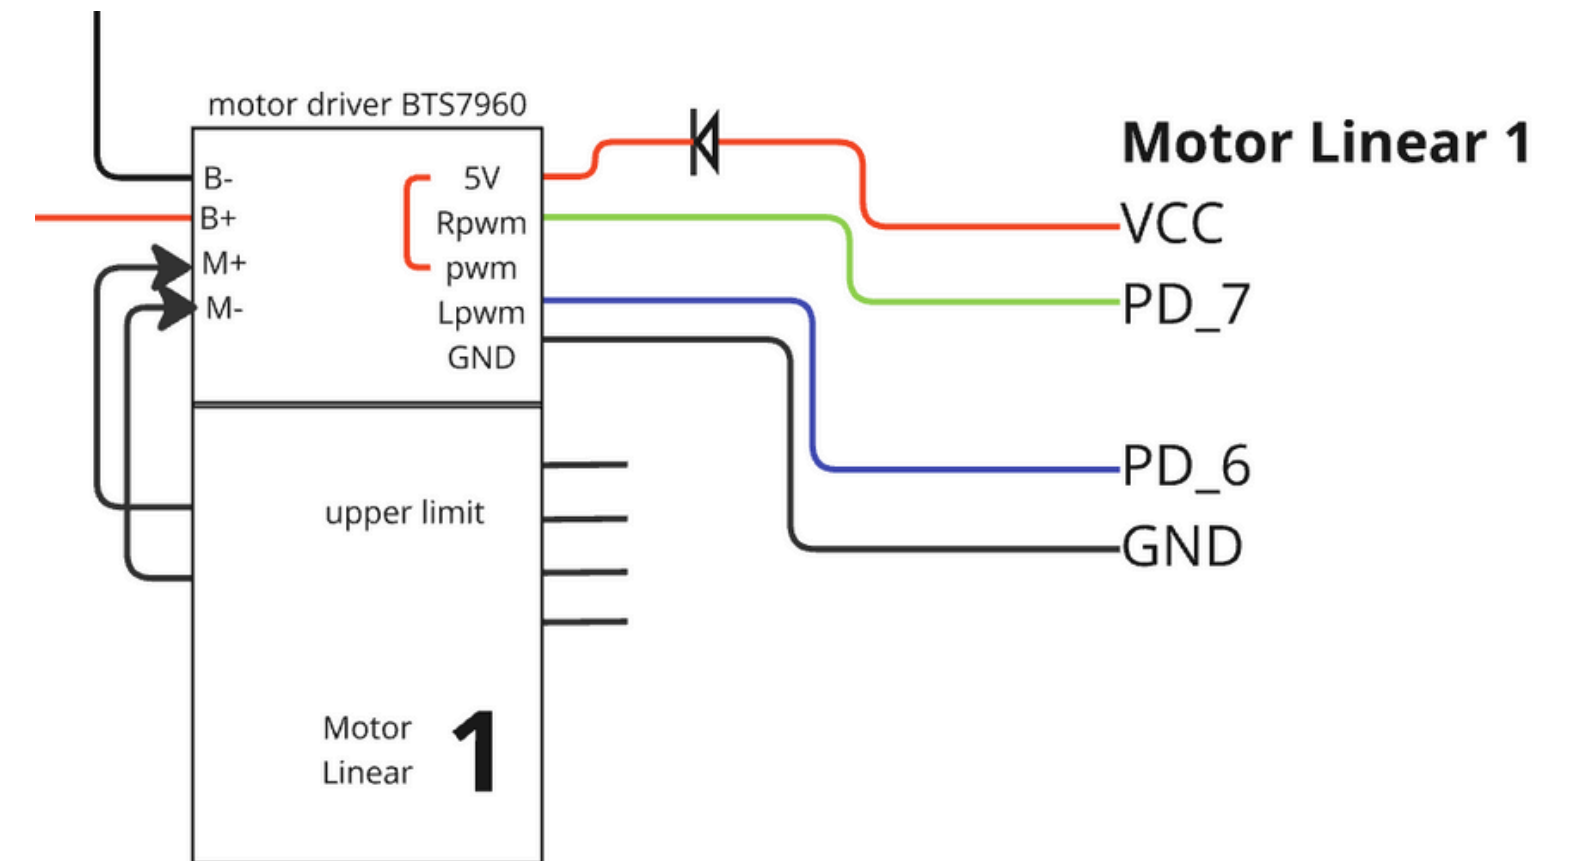 motor driver BTS7960
B-
B+
M+
M-
5V
Rpwm
pwm
Lpwm
GND
Motor Linear 1
VCC
PD_7
PD_6
GND
upper limit
Motor
Linear
1